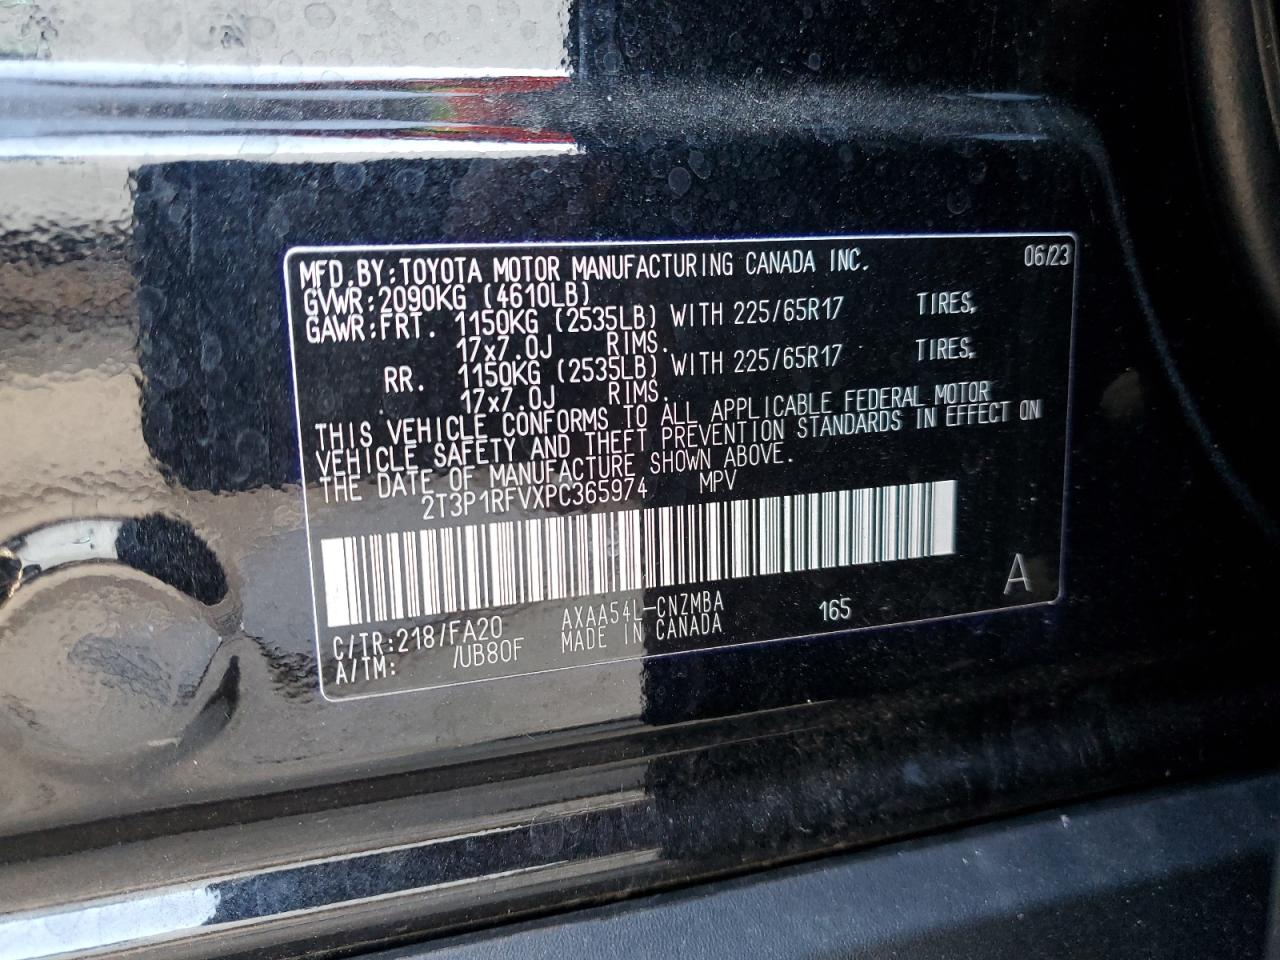 MFD.BY:TOYOTA MOTOR MANUFACTURING CANADA INC. 06/23
GVWR:2090KG (4610LB)
GAWR:FRT. 1150KG (2535LB) WITH 225/65R17 TIRES,
17x7.0J RIMS.
RR. 1150KG (2535LB) WITH 225/65R17 TIRES,
17x7.0J RIMS.
THIS VEHICLE CONFORMS TO ALL APPLICABLE FEDERAL MOTOR
VEHICLE SAFETY AND THEFT PREVENTION STANDARDS IN EFFECT ON
THE DATE OF MANUFACTURE SHOWN ABOVE.
2T3P1RFVXPC365974 MPV
A
C/TR:218/FA20 AXAA54L-CNZMBA 165
A/TM: /UB80F MADE IN CANADA